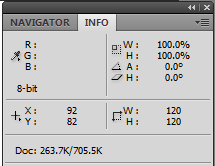 NAVIGATOR INFO
R :
G :
B :
8-bit
W : 100.0%
H : 100.0%
A : 0.0°
H : 0.0°
X : 92
Y : 82
W : 120
H : 120
Doc: 263.7K/705.5K